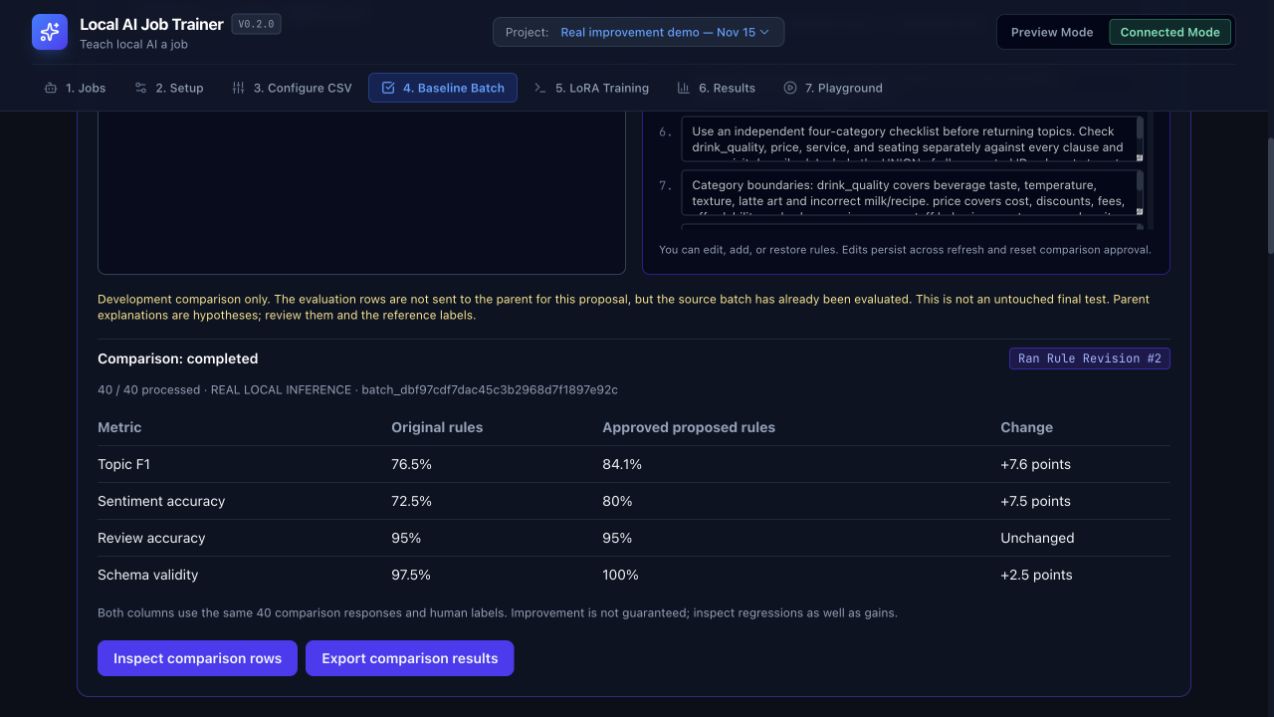 Local AI Job Trainer
V0.2.0
Teach local AI a job
Project: Real improvement demo — Nov 15
Preview Mode
Connected Mode
1. Jobs
2. Setup
3. Configure CSV
4. Baseline Batch
5. LoRA Training
6. Results
7. Playground
6. Use an independent four-category checklist before returning topics. Check
drink_quality, price, service, and seating separately against every clause and
7. Category boundaries: drink_quality covers beverage taste, temperature,
texture, latte art and incorrect milk/recipe. price covers cost, discounts, fees,
You can edit, add, or restore rules. Edits persist across refresh and reset comparison approval.
Development comparison only. The evaluation rows are not sent to the parent for this proposal, but the source batch has already been evaluated. This is not an untouched final test. Parent
explanations are hypotheses; review them and the reference labels.
Comparison: completed
Ran Rule Revision #2
40 / 40 processed · REAL LOCAL INFERENCE · batch_dbf97cdf7dac45c3b2968d7f1897e92c
Metric Original rules Approved proposed rules Change
Topic F1 76.5% 84.1% +7.6 points
Sentiment accuracy 72.5% 80% +7.5 points
Review accuracy 95% 95% Unchanged
Schema validity 97.5% 100% +2.5 points
Both columns use the same 40 comparison responses and human labels. Improvement is not guaranteed; inspect regressions as well as gains.
Inspect comparison rows
Export comparison results